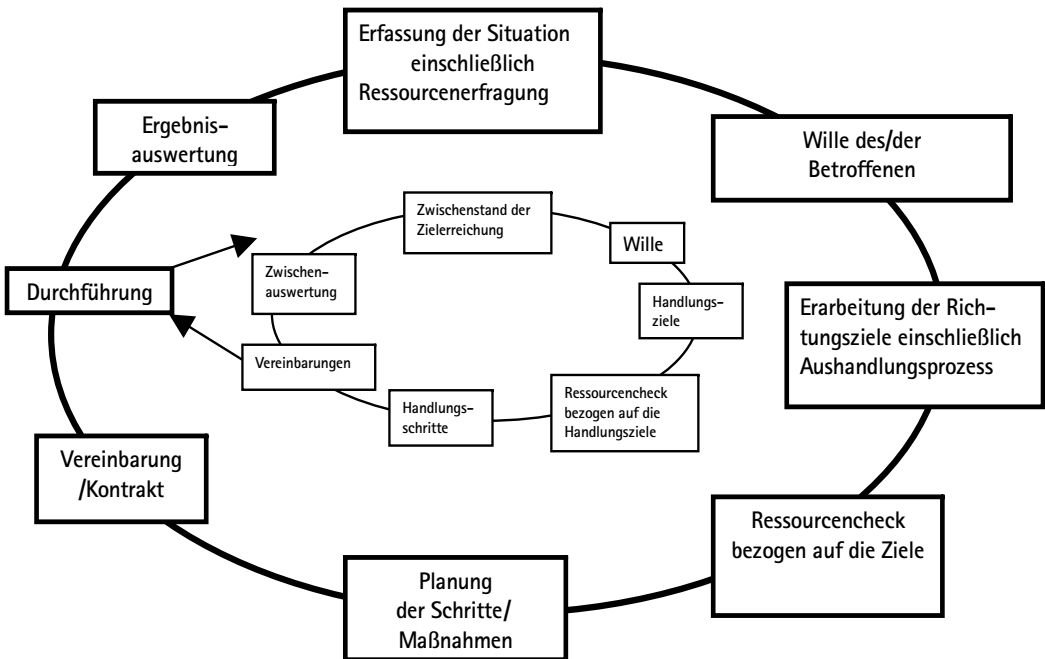 Erfassung der Situation
einschließlich
Ressourcenerfragung
Ergebnis-
auswertung
Wille des/der
Betroffenen
Zwischenstand der
Zielerreichung
Wille
Zwischen-
auswertung
Durchführung
Handlungs-
ziele
Erarbeitung der Rich-
tungsziele einschließlich
Aushandlungsprozess
Vereinbarungen
Ressourcencheck
bezogen auf die
Handlungsziele
Handlungs-
schritte
Vereinbarung
/Kontrakt
Ressourcencheck
bezogen auf die Ziele
Planung
der Schritte/
Maßnahmen